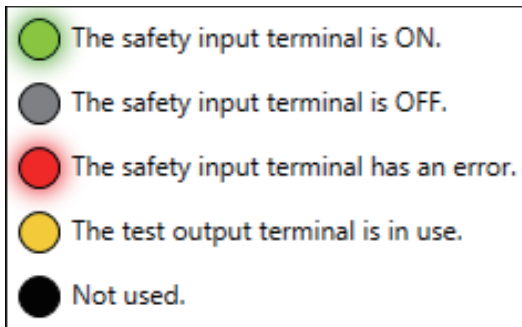 The safety input terminal is ON.
The safety input terminal is OFF.
The safety input terminal has an error.
The test output terminal is in use.
Not used.